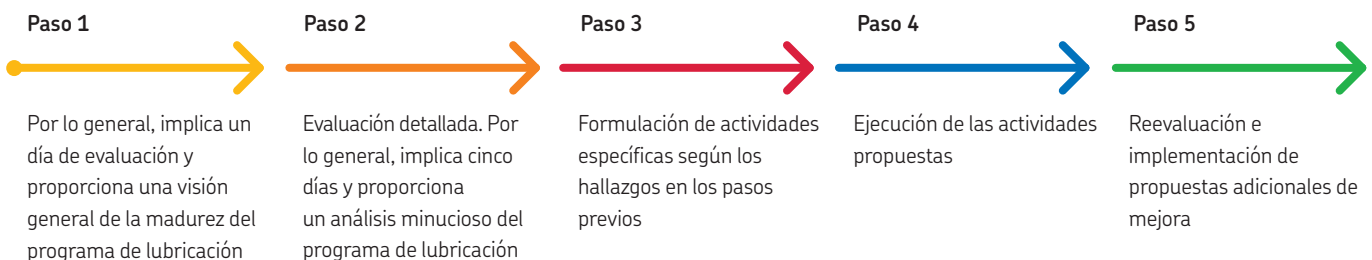 Paso 1
Por lo general, implica un
día de evaluación y
proporciona una visión
general de la madurez del
programa de lubricación
Paso 2
Evaluación detallada. Por
lo general, implica cinco
días y proporciona
un análisis minucioso del
programa de lubricación
Paso 3
Formulación de actividades
específicas según los
hallazgos en los pasos
previos
Paso 4
Ejecución de las actividades
propuestas
Paso 5
Reevaluación e
implementación de
propuestas adicionales de
mejora